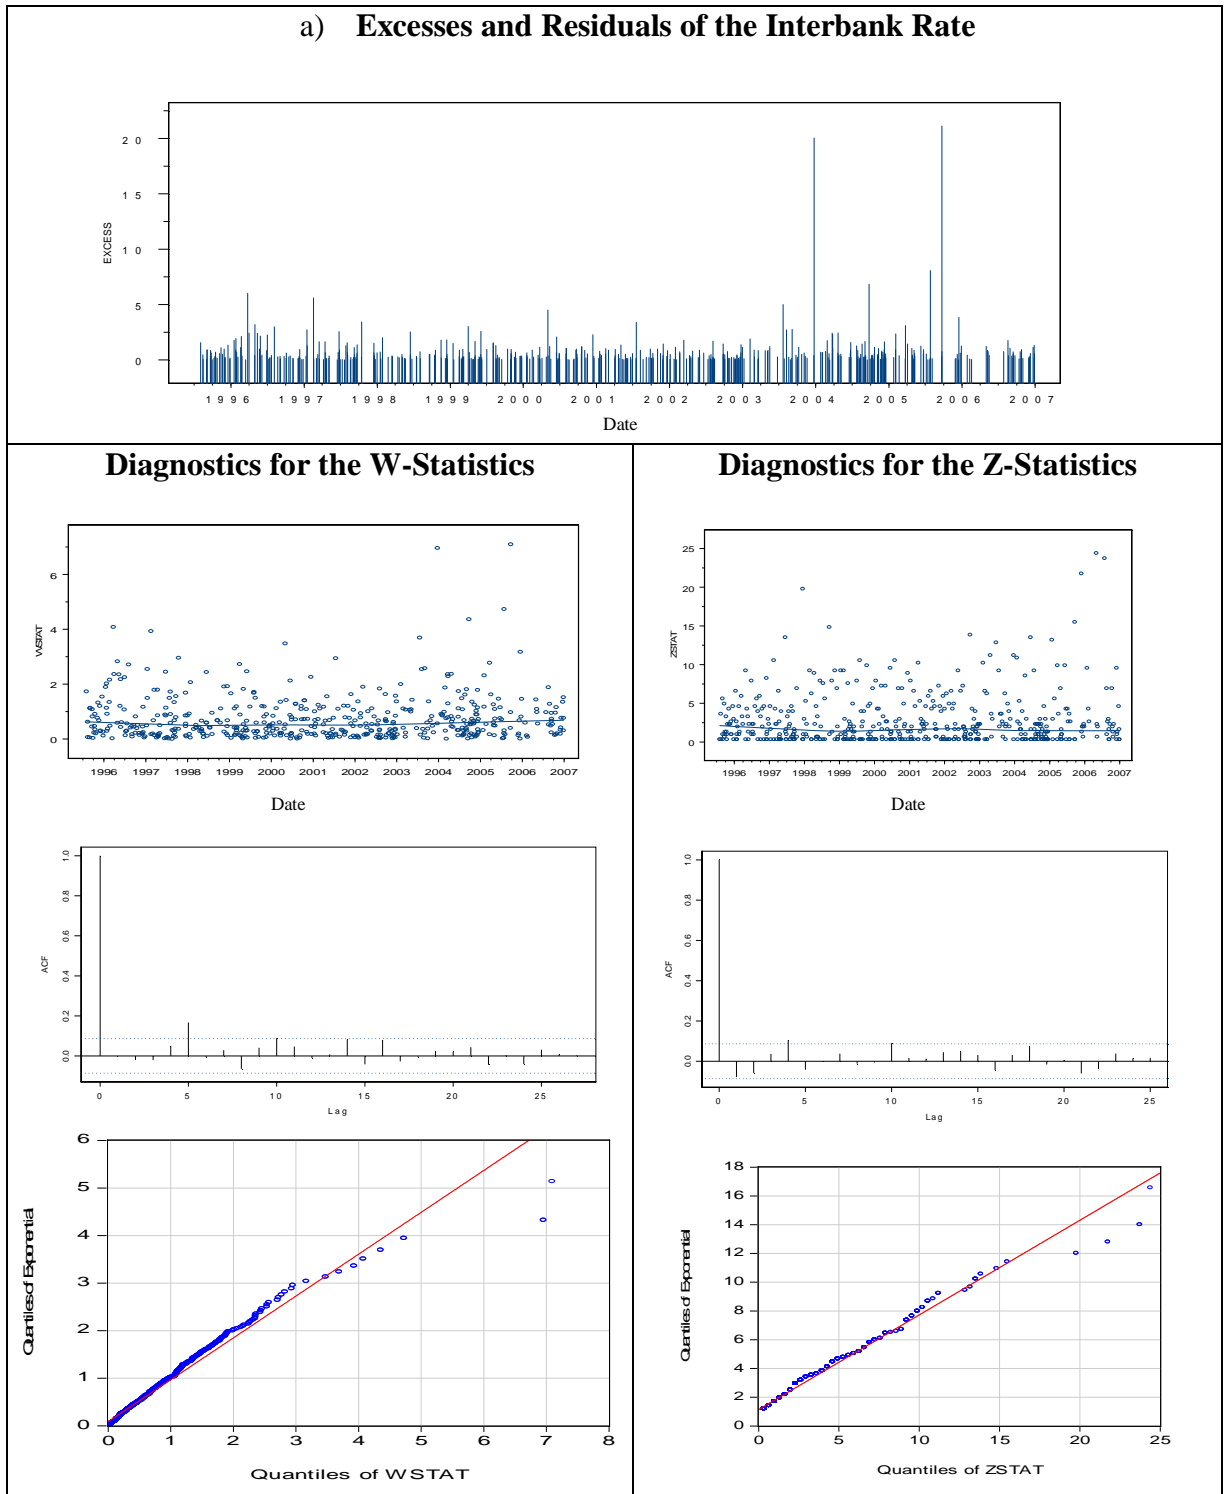 a) Excesses and Residuals of the Interbank Rate
20
15
10
5
0
EXCESS
1996 1997 1998 1999 2000 2001 2002 2003 2004 2005 2006 2007
Date
Diagnostics for the W-Statistics
6
4
2
0
WSTAT
1996 1997 1998 1999 2000 2001 2002 2003 2004 2005 2006 2007
Date
1.0
0.8
0.6
0.4
0.2
0.0
ACF
0 5 10 15 20 25
Lag
6
5
4
3
2
1
0
Quantiles of Exponential
0 1 2 3 4 5 6 7 8
Quantiles of WSTAT
Diagnostics for the Z-Statistics
25
20
15
10
5
0
ZSTAT
1996 1997 1998 1999 2000 2001 2002 2003 2004 2005 2006 2007
Date
1.0
0.8
0.6
0.4
0.2
0.0
ACF
0 5 10 15 20 25
Lag
18
16
14
12
10
8
6
4
2
0
Quantiles of Exponential
0 5 10 15 20 25
Quantiles of ZSTAT